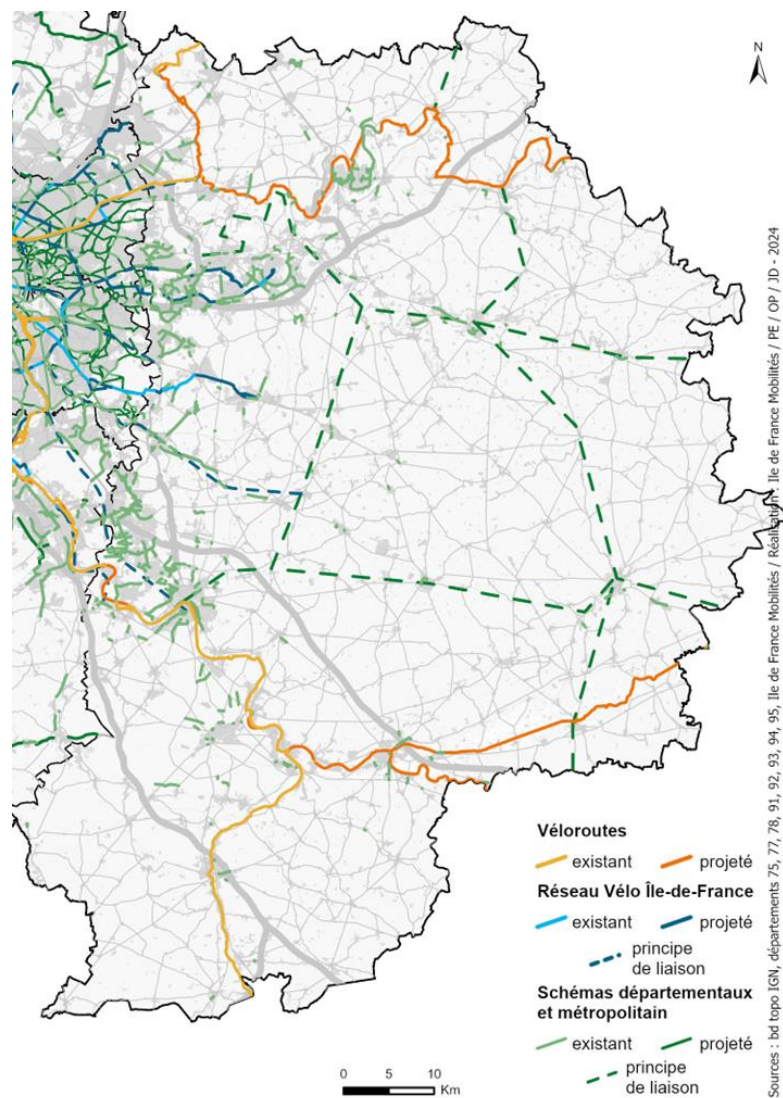 N
Véloroutes
existant projeté
Réseau Vélo Île-de-France
existant projeté
principe
de liaison
Schémas départementaux
et métropolitain
existant projeté
principe
de liaison
0 5 10
Km
Sources : bd topo IGN, départements 75, 77, 78, 91, 92, 93, 94, 95, Ile de France Mobilités / Réalisation : Ile de France Mobilités / PE / OP / JD - 2024